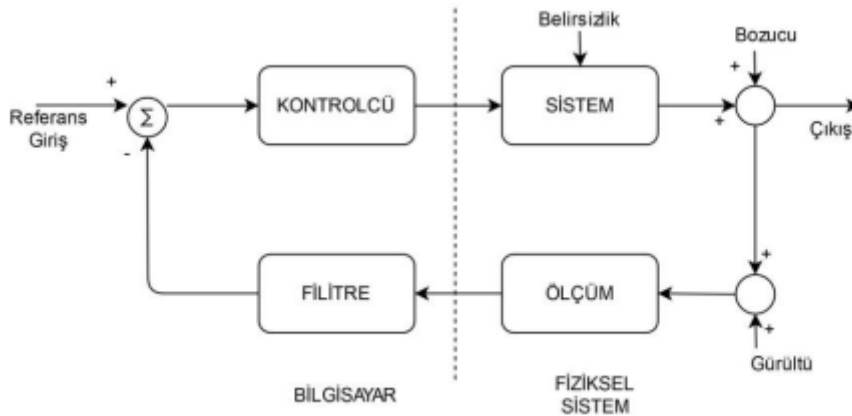 Belirsizlik
Bozucu
+
+
Referans
Giriş
Σ
-
KONTROLCÜ
SİSTEM
+
Çıkış
FİLİTRE
ÖLÇÜM
+
+
Gürültü
BİLGİSAYAR
FİZİKSEL
SİSTEM